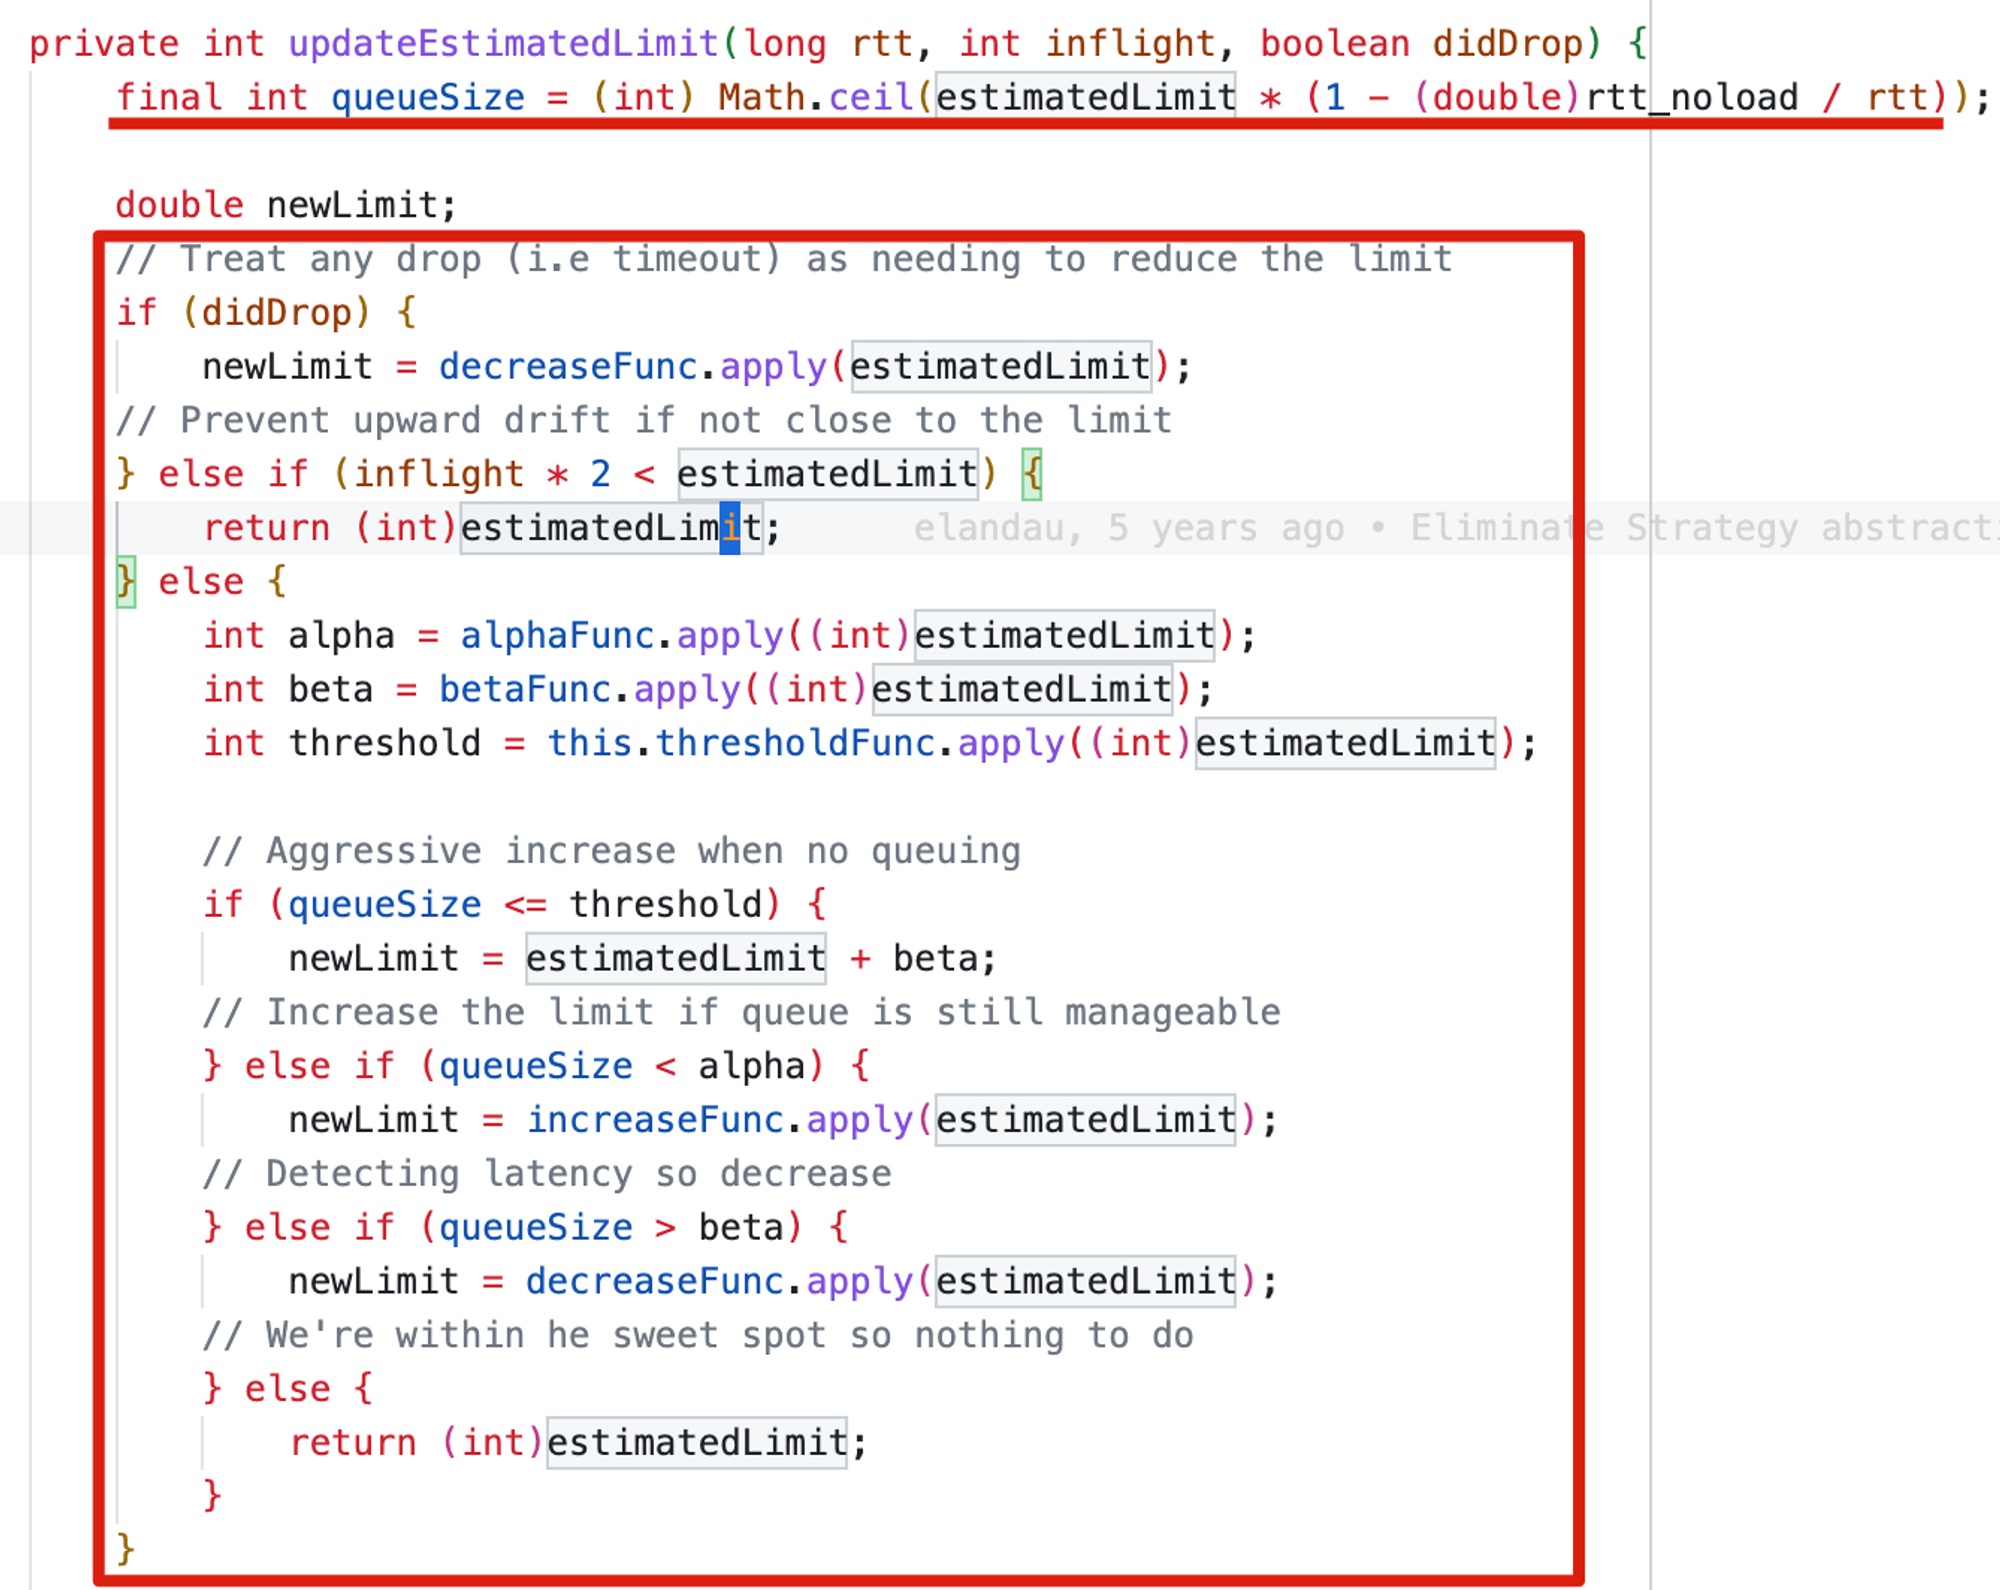 private int updateEstimatedLimit(long rtt, int inflight, boolean didDrop) {
final int queueSize = (int) Math.ceil(estimatedLimit * (1 - (double)rtt_noload / rtt));
double newLimit;
// Treat any drop (i.e timeout) as needing to reduce the limit
if (didDrop) {
newLimit = decreaseFunc.apply(estimatedLimit);
// Prevent upward drift if not close to the limit
} else if (inflight * 2 < estimatedLimit) {
return (int)estimatedLimit; elandau, 5 years ago • Eliminate Strategy
} else {
int alpha = alphaFunc.apply((int)estimatedLimit);
int beta = betaFunc.apply((int)estimatedLimit);
int threshold = this.thresholdFunc.apply((int)estimatedLimit);
// Aggressive increase when no queuing
if (queueSize <= threshold) {
newLimit = estimatedLimit + beta;
// Increase the limit if queue is still manageable
} else if (queueSize < alpha) {
newLimit = increaseFunc.apply(estimatedLimit);
// Detecting latency so decrease
} else if (queueSize > beta) {
newLimit = decreaseFunc.apply(estimatedLimit);
// We're within he sweet spot so nothing to do
} else {
return (int)estimatedLimit;
}
}